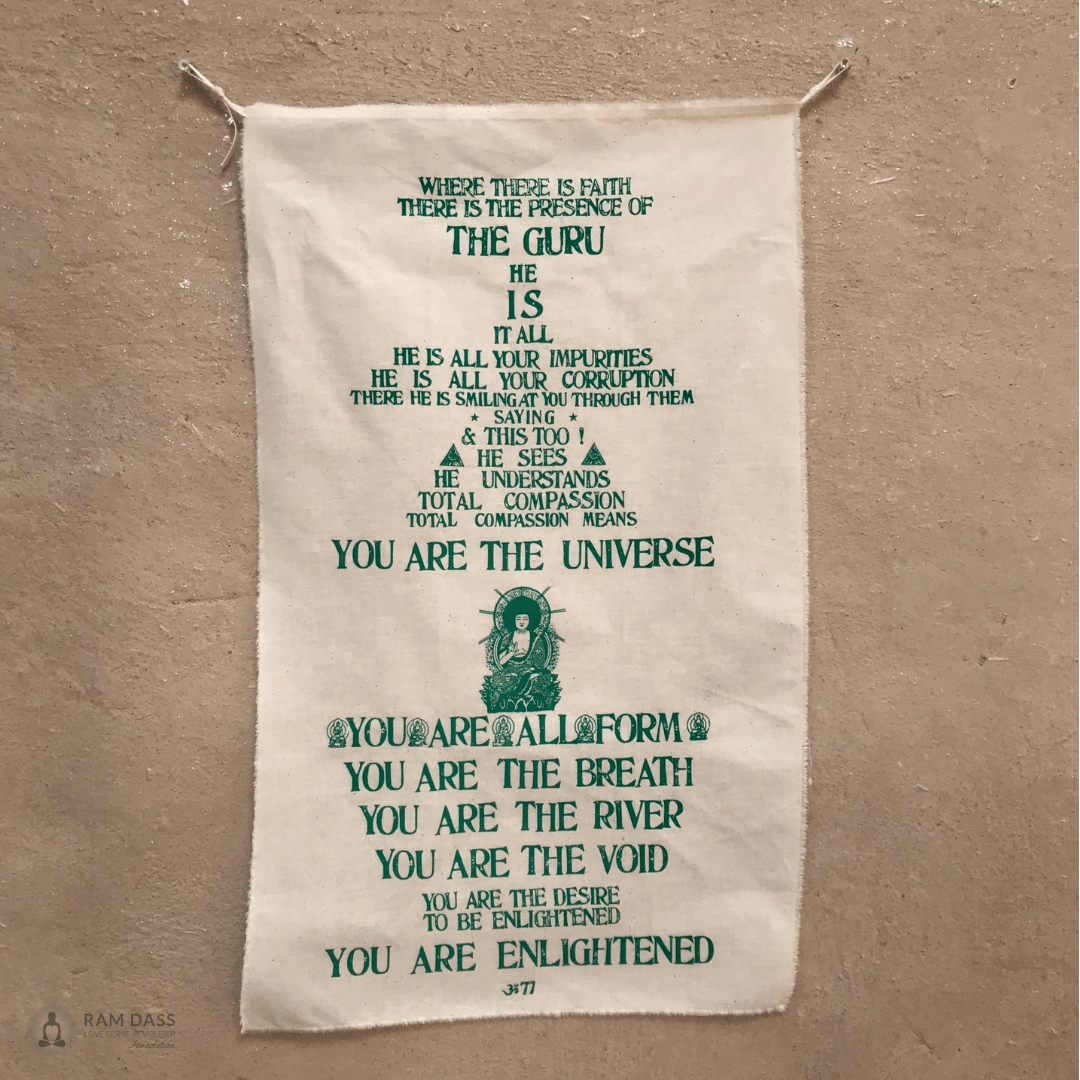 WHERE THERE IS FAITH
THERE IS THE PRESENCE OF
THE GURU
HE
IS
IT ALL
HE IS ALL YOUR IMPURITIES
HE IS ALL YOUR CORRUPTION
THERE HE IS SMILING AT YOU THROUGH THEM
★ SAYING ★
& THIS TOO !
HE SEES
HE UNDERSTANDS
TOTAL COMPASSION
TOTAL COMPASSION MEANS
YOU ARE THE UNIVERSE
YOU ARE ALL FORM
YOU ARE THE BREATH
YOU ARE THE RIVER
YOU ARE THE VOID
YOU ARE THE DESIRE
TO BE ENLIGHTENED
YOU ARE ENLIGHTENED
ॐ 77
RAM DASS
LOVE SERVE REMEMBER
foundation